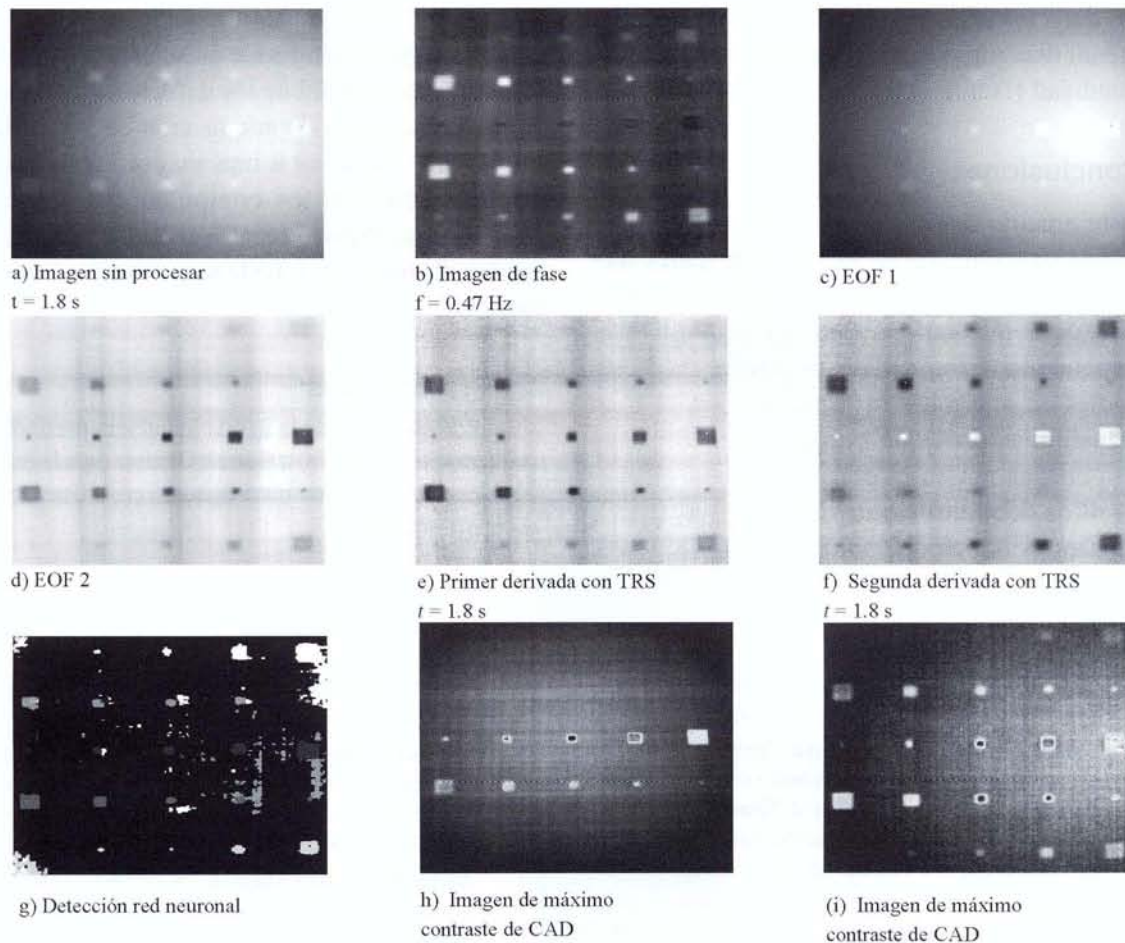 a) Imagen sin procesar
t = 1.8 s
b) Imagen de fase
f = 0.47 Hz
c) EOF 1
d) EOF 2
e) Primer derivada con TRS
t = 1.8 s
f) Segunda derivada con TRS
t = 1.8 s
g) Detección red neuronal
h) Imagen de máximo
contraste de CAD
(i) Imagen de máximo
contraste de CAD